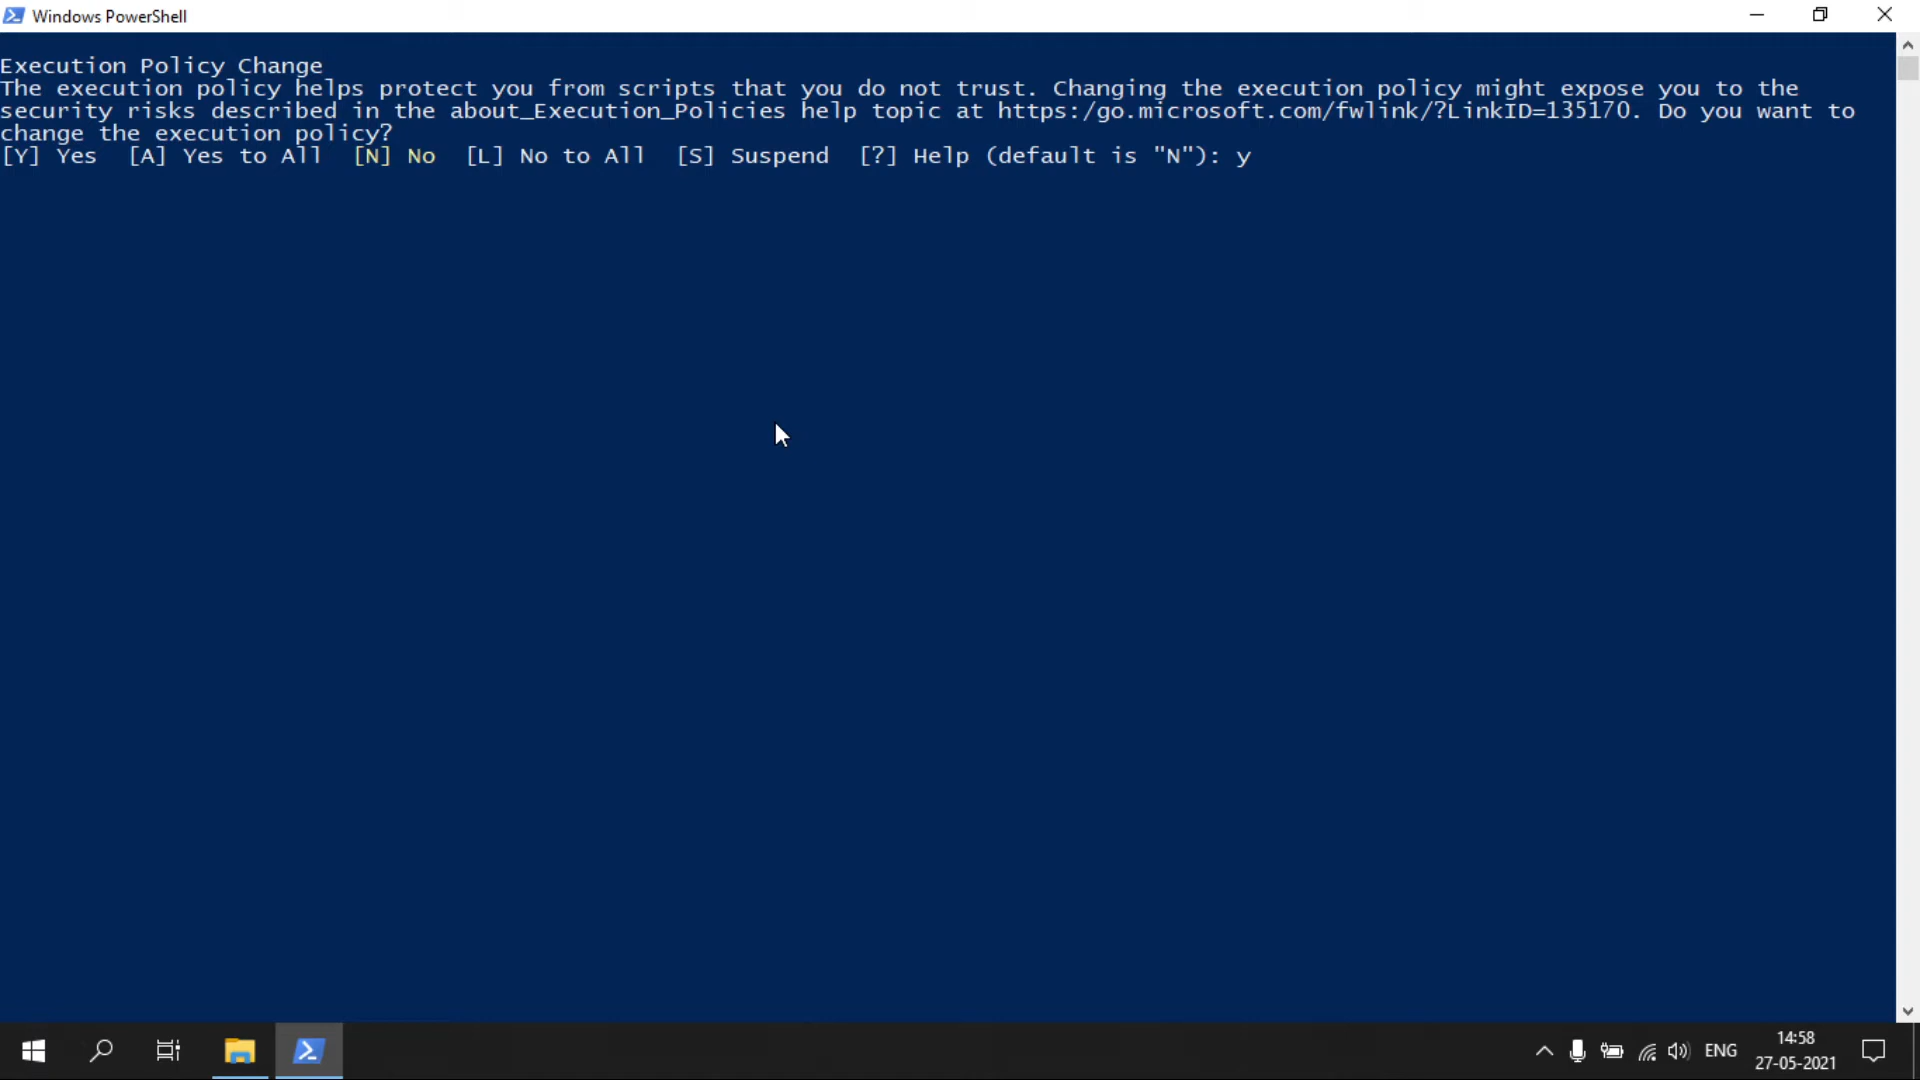 Windows PowerShell
Execution Policy Change
The execution policy helps protect you from scripts that you do not trust. Changing the execution policy might expose you to the
security risks described in the about_Execution_Policies help topic at https:/go.microsoft.com/fwlink/?LinkID=135170. Do you want to
change the execution policy?
[Y] Yes  [A] Yes to All  [N] No  [L] No to All  [S] Suspend  [?] Help (default is "N"): y
ENG
14:58
27-05-2021